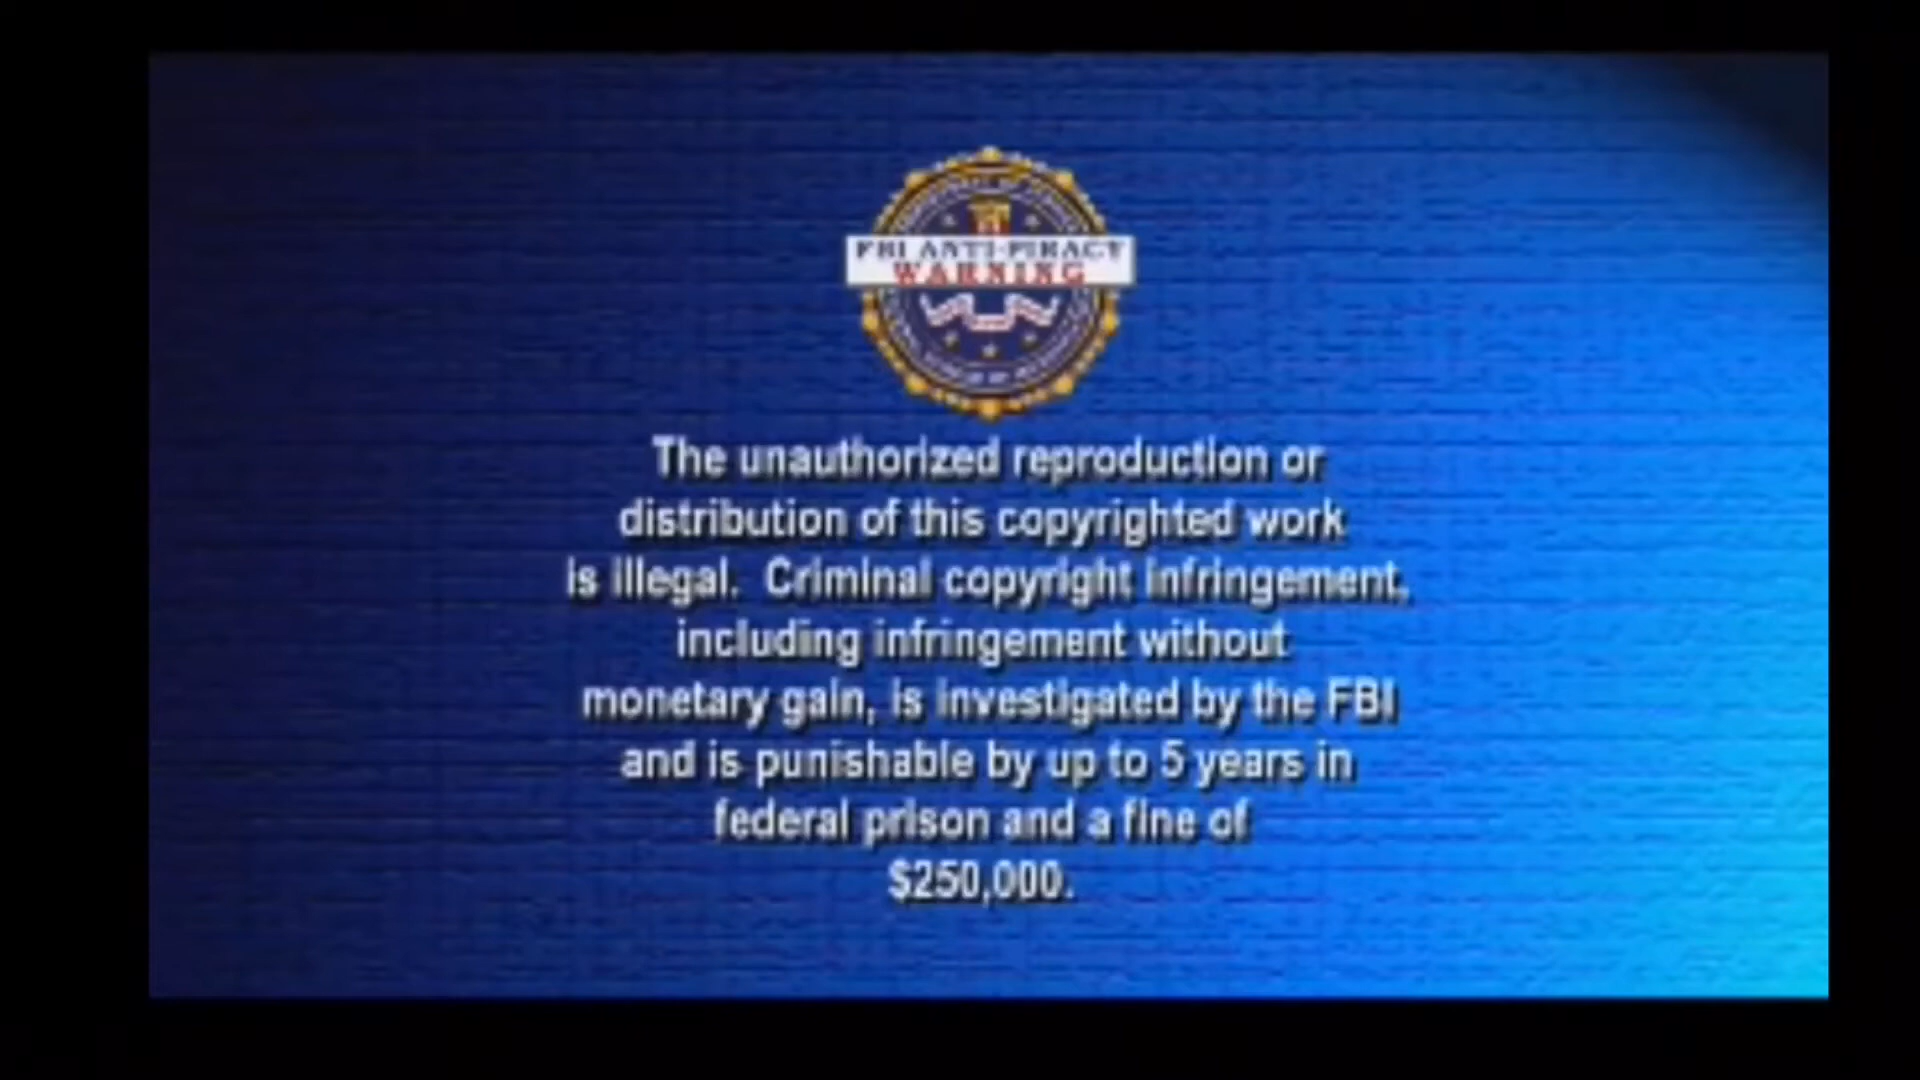 FBI ANTI-PIRACY
WARNING
The unauthorized reproduction or
distribution of this copyrighted work
is illegal.  Criminal copyright infringement,
including infringement without
monetary gain, is investigated by the FBI
and is punishable by up to 5 years in
federal prison and a fine of
$250,000.